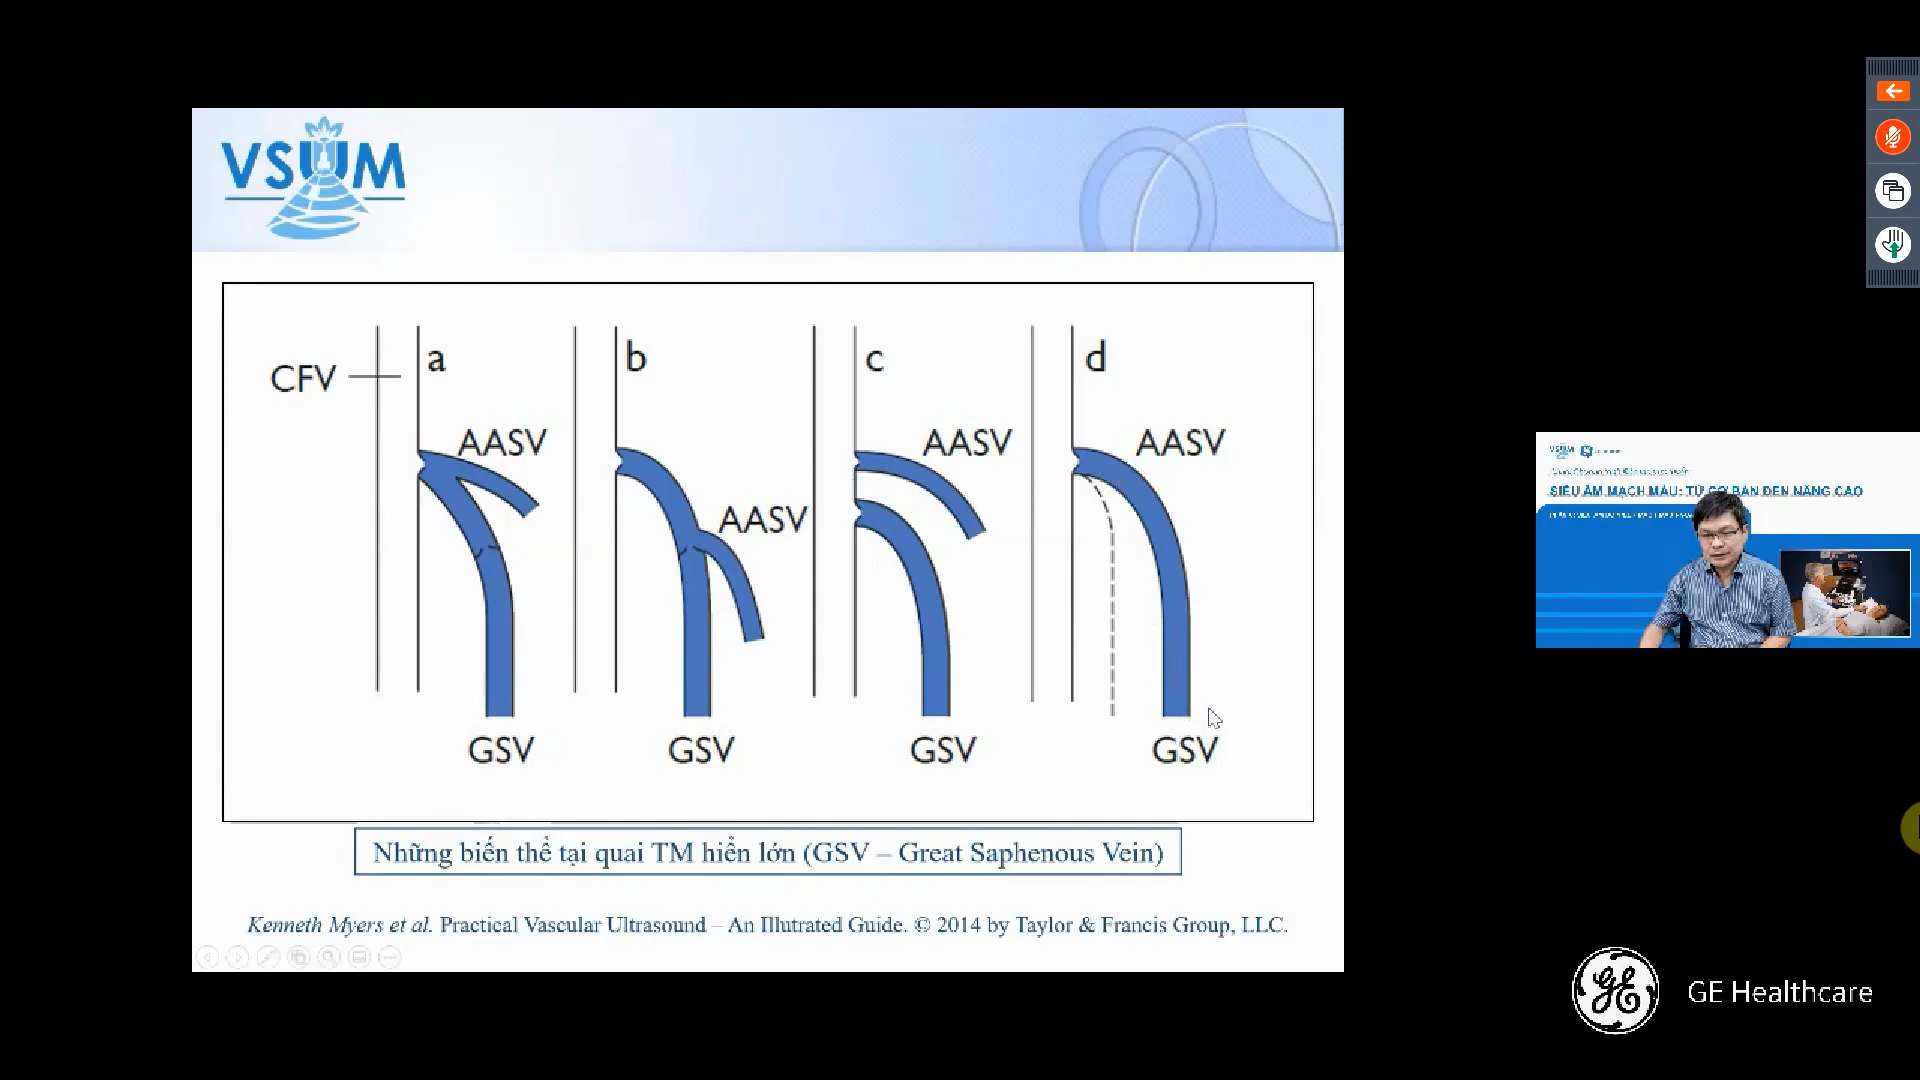 VSUM
a
b
c
d
CFV
AASV
AASV
AASV
AASV
GSV
GSV
GSV
GSV
Những biến thể tại quai TM hiển lớn (GSV – Great Saphenous Vein)
Kenneth Myers et al. Practical Vascular Ultrasound – An Illutrated Guide. © 2014 by Taylor & Francis Group, LLC.
VSUM
SIÊU ÂM MẠCH MÁU: TỪ CƠ BẢN ĐẾN NÂNG CAO
GE Healthcare